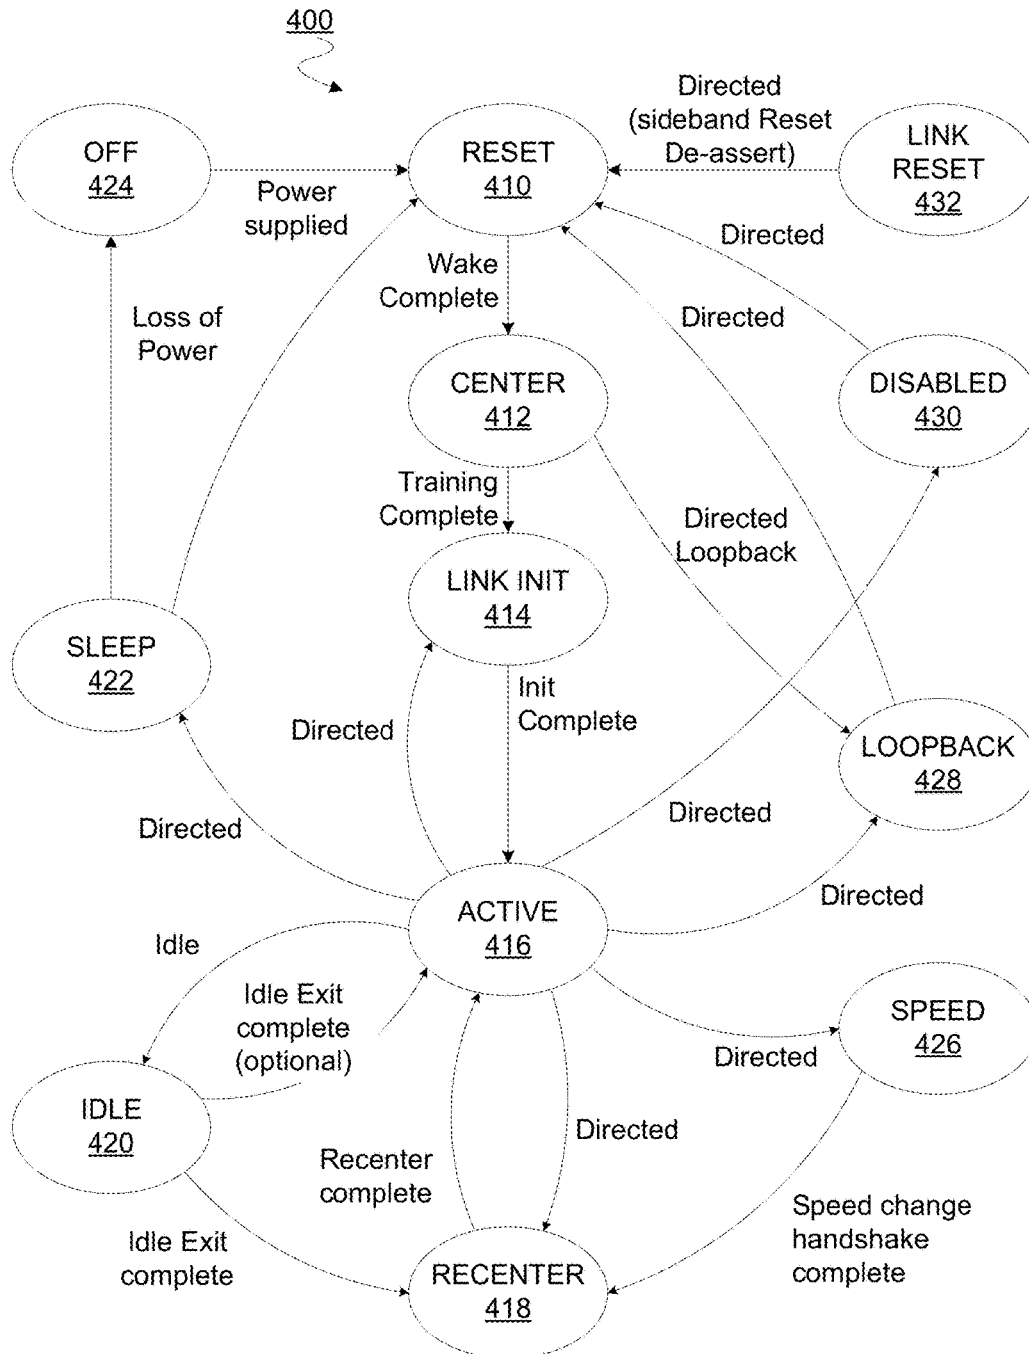 400
OFF
424
Power
supplied
RESET
410
Directed
(sideband Reset
De-assert)
LINK
RESET
432
Directed
Wake
Complete
Directed
Loss of
Power
CENTER
412
DISABLED
430
Training
Complete
Directed
Loopback
LINK INIT
414
SLEEP
422
Init
Complete
Directed
LOOPBACK
428
Directed
Directed
Directed
ACTIVE
416
Idle
Idle Exit
complete
(optional)
SPEED
426
Directed
IDLE
420
Directed
Recenter
complete
Speed change
handshake
complete
Idle Exit
complete
RECENTER
418